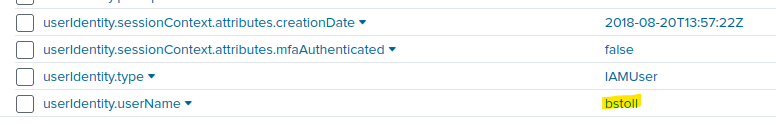 userIdentity.sessionContext.attributes.creationDate 2018-08-20T13:57:22Z
userIdentity.sessionContext.attributes.mfaAuthenticated false
userIdentity.type IAMUser
userIdentity.userName bstoll